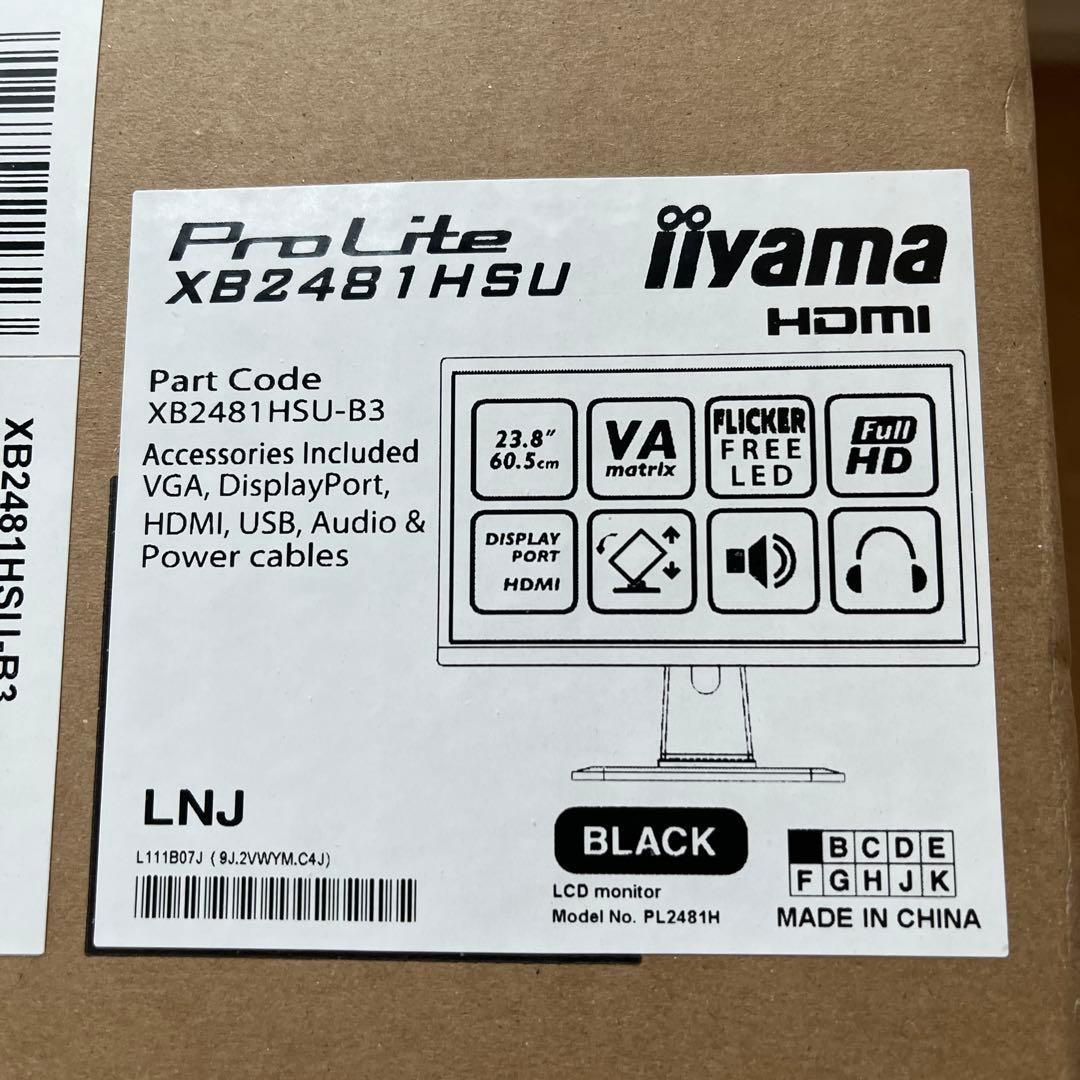 ProLite
XB2481HSU
iiyama
HDMI
Part Code
XB2481HSU-B3
Accessories Included
VGA, DisplayPort,
HDMI, USB, Audio &
Power cables
23.8"
60.5cm
VA
matrix
FLICKER
FREE
LED
Full
HD
DISPLAY
PORT
HDMI
LNJ
L111B07J ( 9J.2VWYM.C4J)
BLACK
LCD monitor
Model No. PL2481H
B C D E
F G H J K
MADE IN CHINA
XB2481HSU-B3